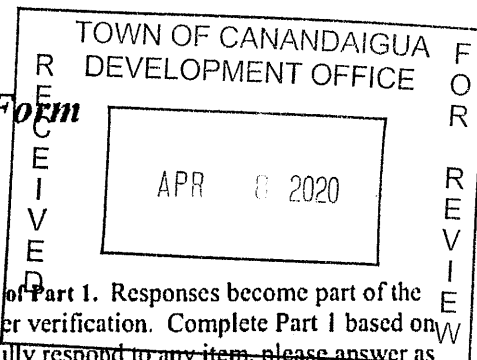 TOWN OF CANANDAIGUA
DEVELOPMENT OFFICE
RECEIVED
FOR REVIEW
Form
APR 8 2020
of Part 1. Responses become part of the
er verification. Complete Part 1 based on
ully respond to any item, please answer as